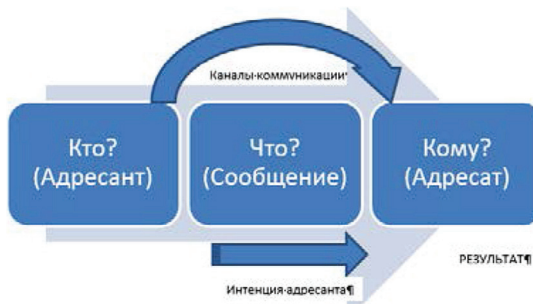 Каналы·коммуникации
Кто?
(Адресант)
Что?
(Сообщение)
Кому?
(Адресат)
РЕЗУЛЬТАТ¶
Интенция·адресанта¶